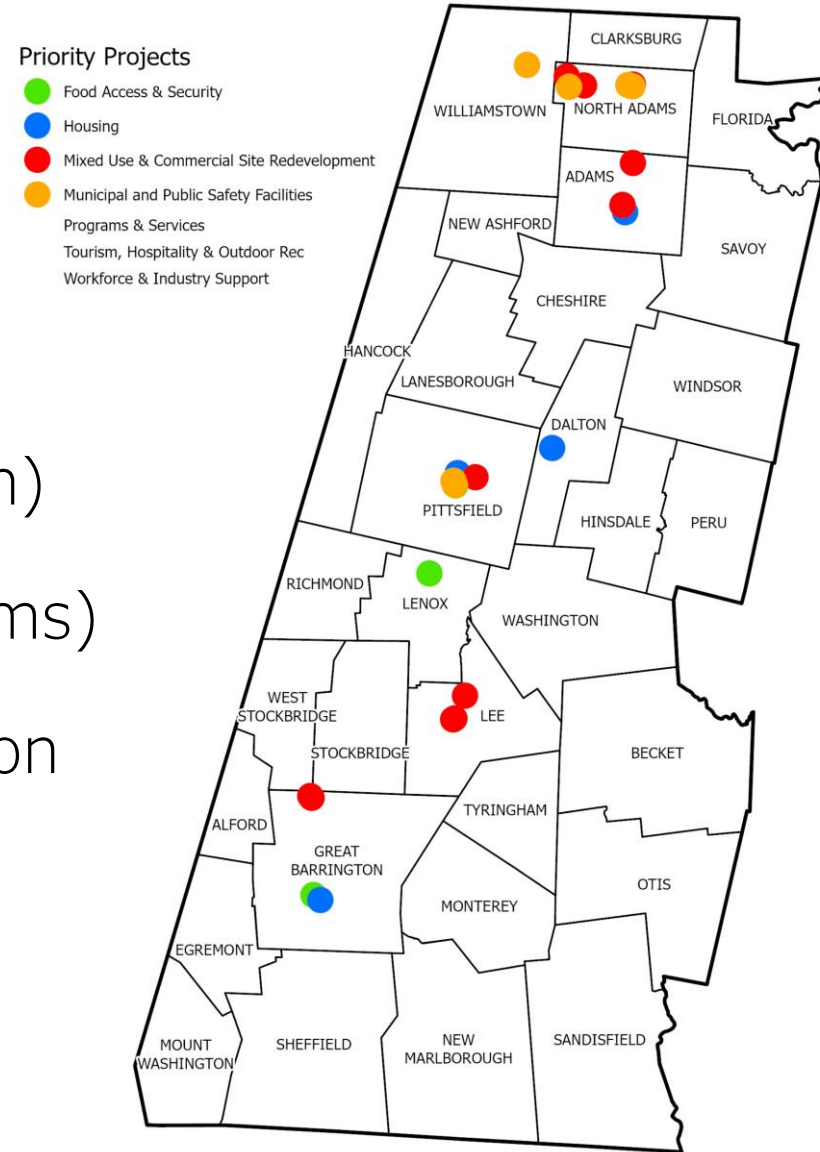 Priority Projects
Food Access & Security
Housing
Mixed Use & Commercial Site Redevelopment
Municipal and Public Safety Facilities
Programs & Services
Tourism, Hospitality & Outdoor Rec
Workforce & Industry Support
CLARKSBURG
WILLIAMSTOWN
NORTH ADAMS
FLORIDA
ADAMS
NEW ASHFORD
SAVOY
CHESHIRE
HANCOCK
LANESBOROUGH
WINDSOR
DALTON
PITTSFIELD
HINSDALE
PERU
RICHMOND
LENOX
WASHINGTON
WEST
STOCKBRIDGE
STOCKBRIDGE
LEE
BECKET
TYRINGHAM
ALFORD
GREAT
BARRINGTON
OTIS
MONTEREY
EGREMONT
MOUNT
WASHINGTON
SHEFFIELD
NEW
MARLBOROUGH
SANDISFIELD